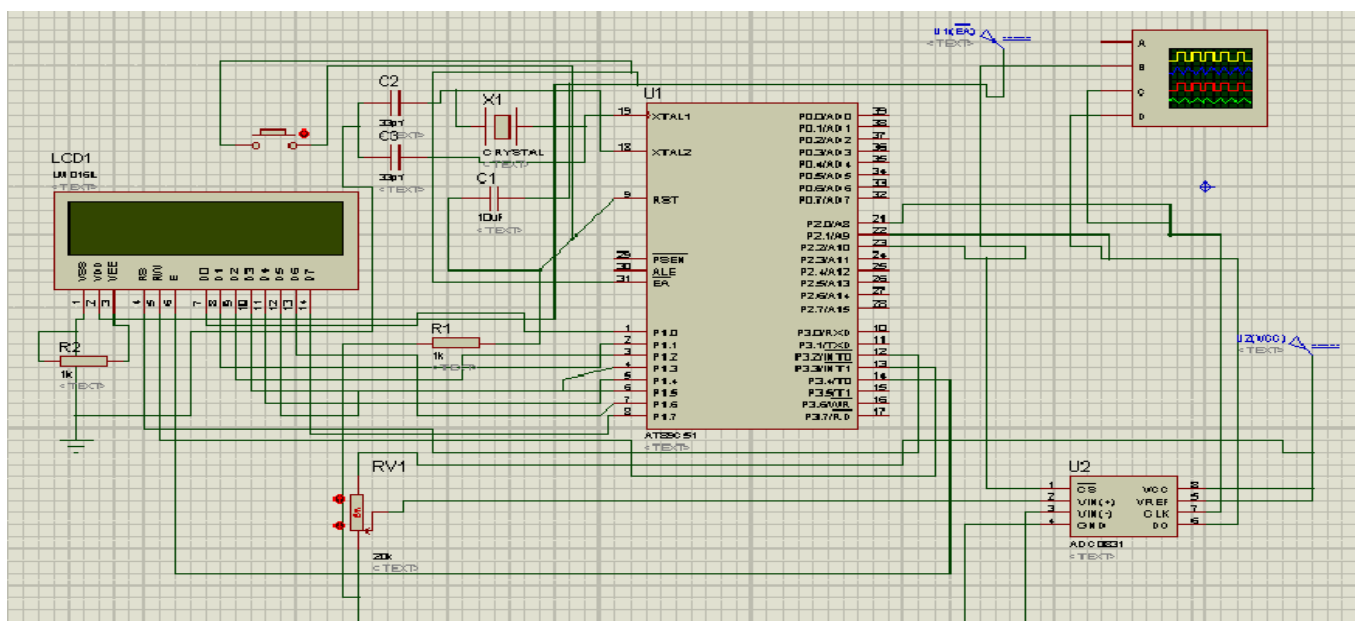 U1(EA)
<TEXT>
A
B
C
D
C2
33pf
<TEXT>
C3
33pf
<TEXT>
X1
CRYSTAL
<TEXT>
C1
10uF
<TEXT>
U1
19 XTAL1
18 XTAL2
9 RST
29 PSEN
30 ALE
31 EA
1 P1.0
2 P1.1
3 P1.2
4 P1.3
5 P1.4
6 P1.5
7 P1.6
8 P1.7
P0.0/AD0 39
P0.1/AD1 38
P0.2/AD2 37
P0.3/AD3 36
P0.4/AD4 35
P0.5/AD5 34
P0.6/AD6 33
P0.7/AD7 32
P2.0/A8 21
P2.1/A9 22
P2.2/A10 23
P2.3/A11 24
P2.4/A12 25
P2.5/A13 26
P2.6/A14 27
P2.7/A15 28
P3.0/RXD 10
P3.1/TXD 11
P3.2/INT0 12
P3.3/INT1 13
P3.4/T0 14
P3.5/T1 15
P3.6/WR 16
P3.7/RD 17
AT89C51
<TEXT>
LCD1
LM016L
<TEXT>
VSS VDD VEE RS RW E D0 D1 D2 D3 D4 D5 D6 D7
1 2 3 4 5 6 7 8 9 10 11 12 13 14
R2
1k
<TEXT>
R1
1k
<TEXT>
RV1
20k
<TEXT>
U2(VCC)
<TEXT>
U2
1 CS VCC 8
2 VIN(+) VREF 5
3 VIN(-) CLK 7
4 GND DO 6
ADC0831
<TEXT>